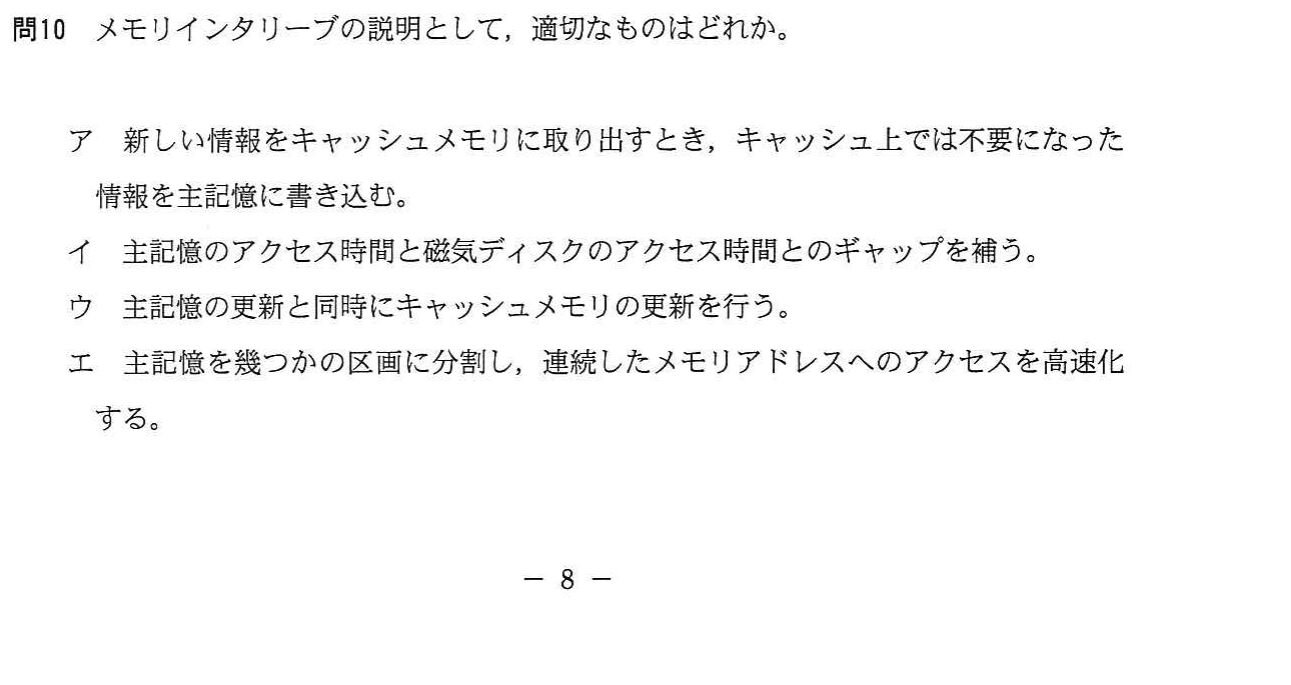 問10　メモリインタリーブの説明として，適切なものはどれか。
ア　新しい情報をキャッシュメモリに取り出すとき，キャッシュ上では不要になった
情報を主記憶に書き込む。
イ　主記憶のアクセス時間と磁気ディスクのアクセス時間とのギャップを補う。
ウ　主記憶の更新と同時にキャッシュメモリの更新を行う。
エ　主記憶を幾つかの区画に分割し，連続したメモリアドレスへのアクセスを高速化
する。
－ 8 －